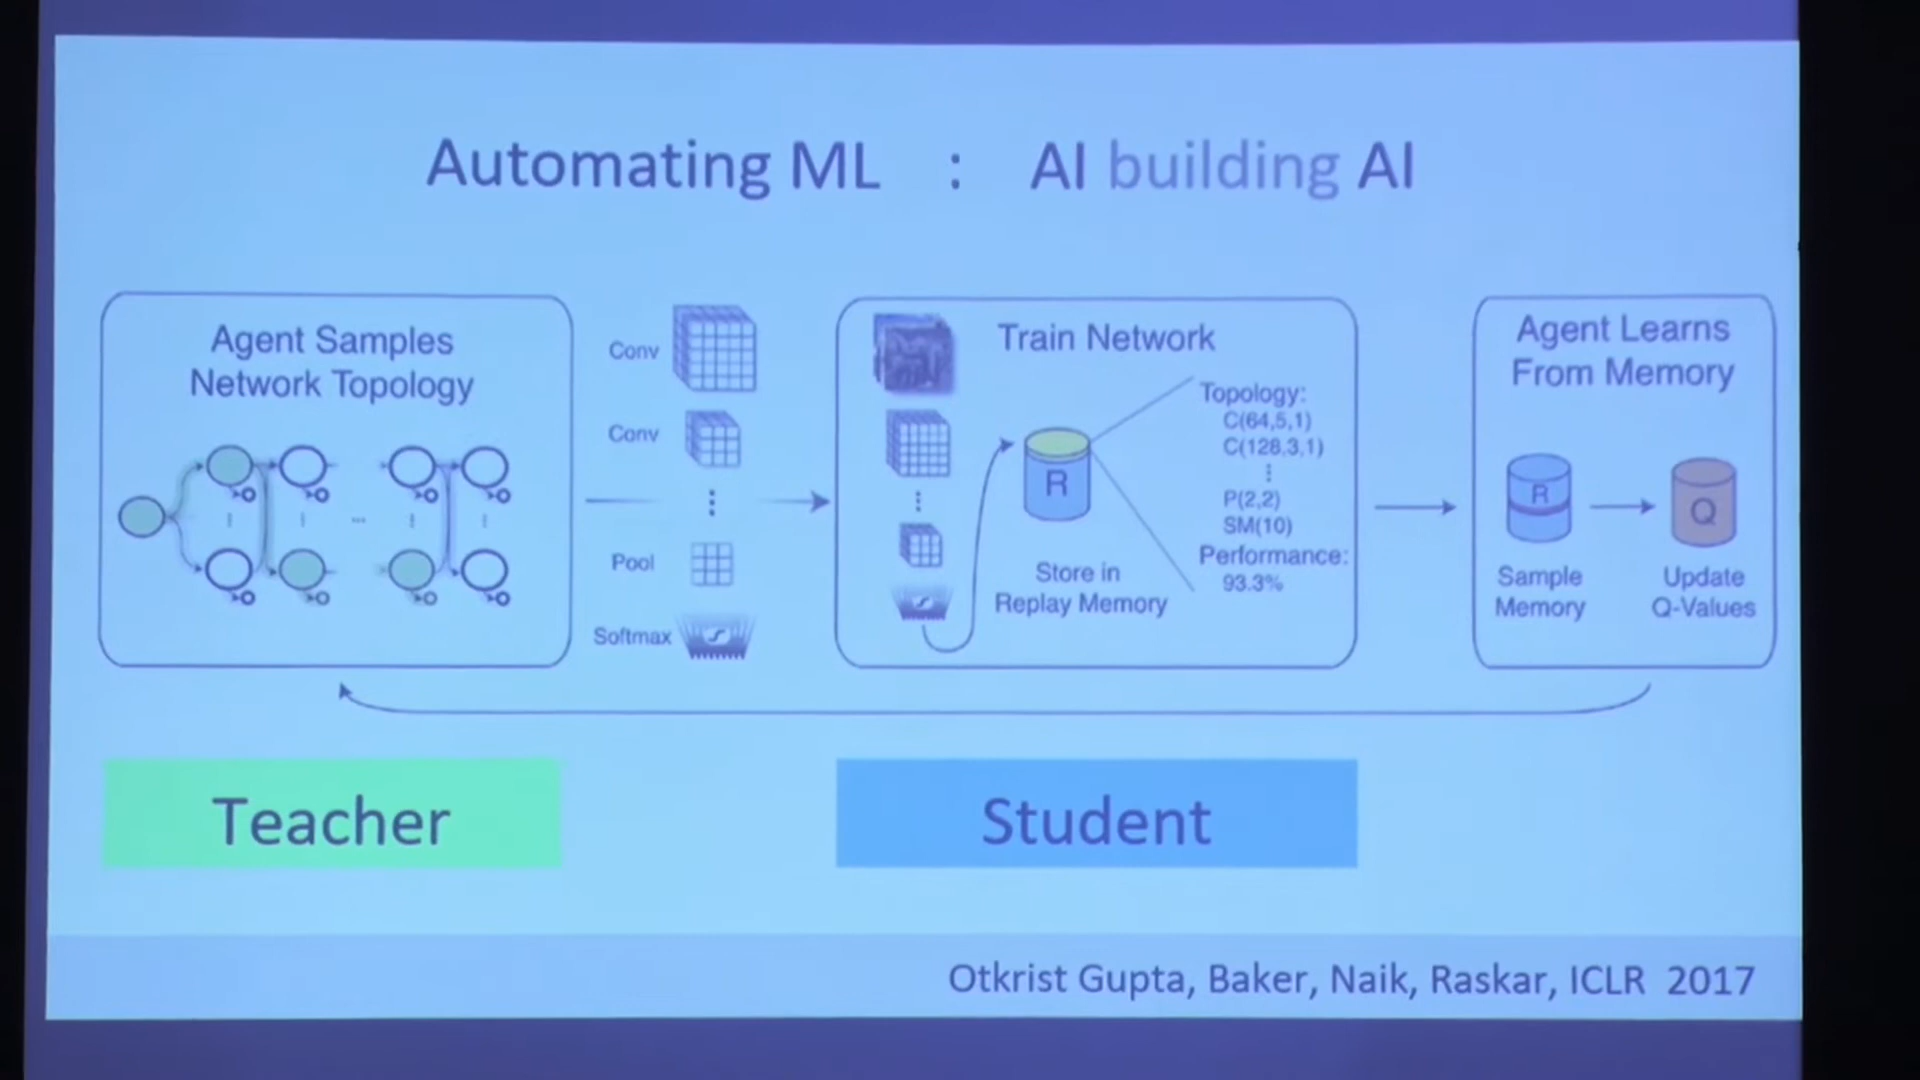 Automating ML : AI building AI
Agent Samples
Network Topology
Conv
Conv
Pool
Softmax
Train Network
R
Store in
Replay Memory
Topology:
C(64,5,1)
C(128,3,1)
P(2,2)
SM(10)
Performance:
93.3%
Agent Learns
From Memory
R
Q
Sample
Memory
Update
Q-Values
Teacher
Student
Otkrist Gupta, Baker, Naik, Raskar, ICLR 2017